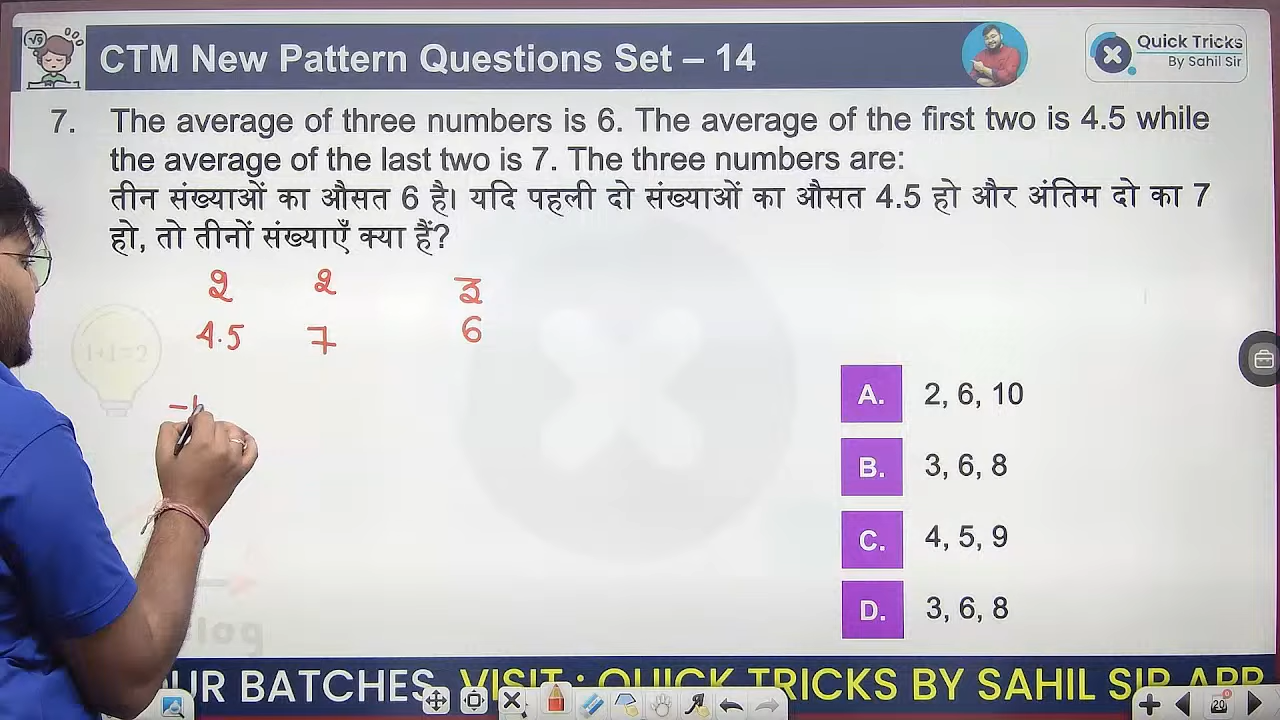 CTM New Pattern Questions Set – 14
Quick Tricks
By Sahil Sir
7. The average of three numbers is 6. The average of the first two is 4.5 while
the average of the last two is 7. The three numbers are:
तीन संख्याओं का औसत 6 है। यदि पहली दो संख्याओं का औसत 4.5 हो और अंतिम दो का 7
हो, तो तीनों संख्याएँ क्या हैं?
2 2 3
4.5 7 6
1+1=2
A. 2, 6, 10
B. 3, 6, 8
C. 4, 5, 9
D. 3, 6, 8
UR BATCHES VISIT : QUICK TRICKS BY SAHIL SIR APP
20